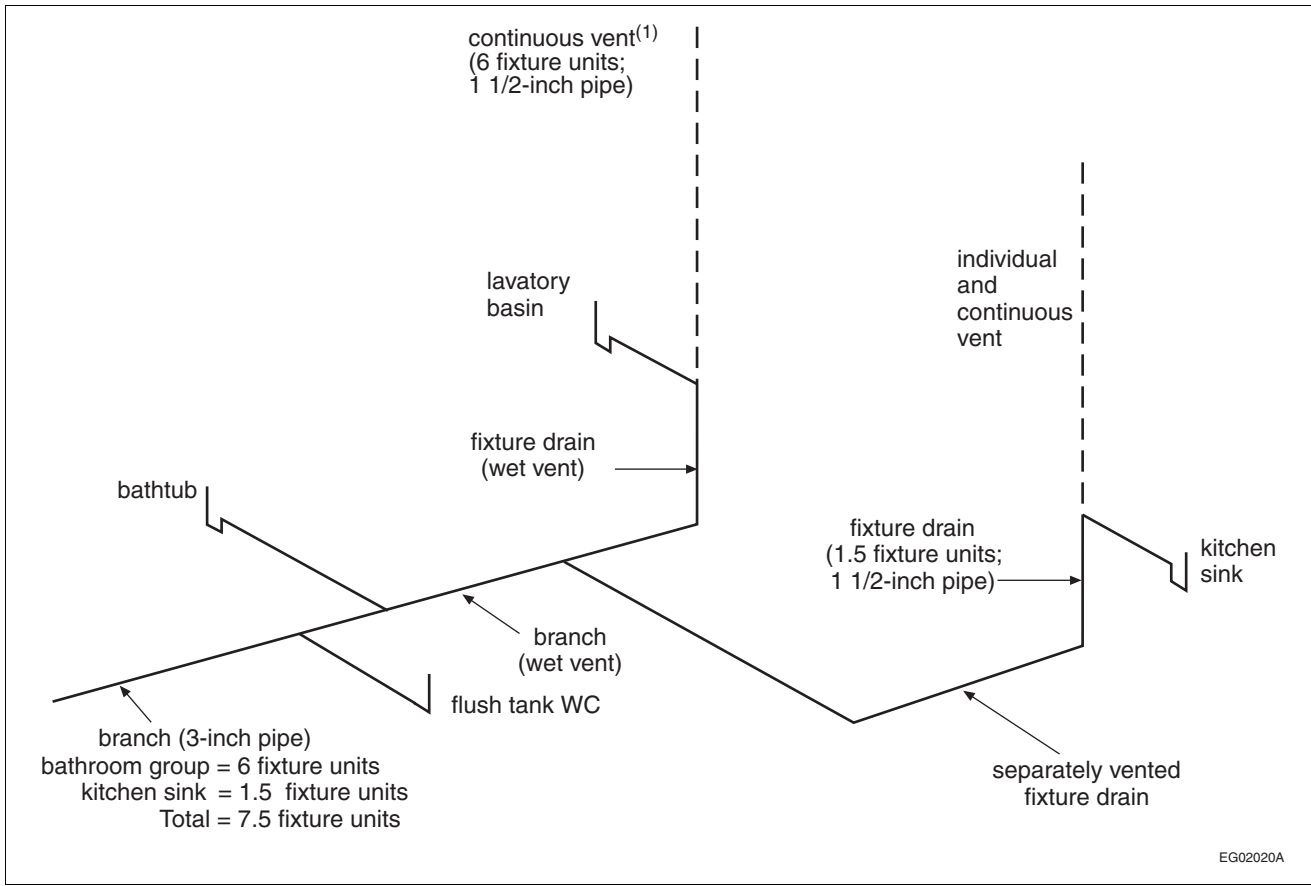 continuous vent(1)
(6 fixture units;
1 1/2-inch pipe)
individual
and
continuous
vent
lavatory
basin
fixture drain
(wet vent)
bathtub
fixture drain
(1.5 fixture units;
1 1/2-inch pipe)
kitchen
sink
branch
(wet vent)
flush tank WC
branch (3-inch pipe)
bathroom group = 6 fixture units
kitchen sink = 1.5 fixture units
Total = 7.5 fixture units
separately vented
fixture drain
EG02020A